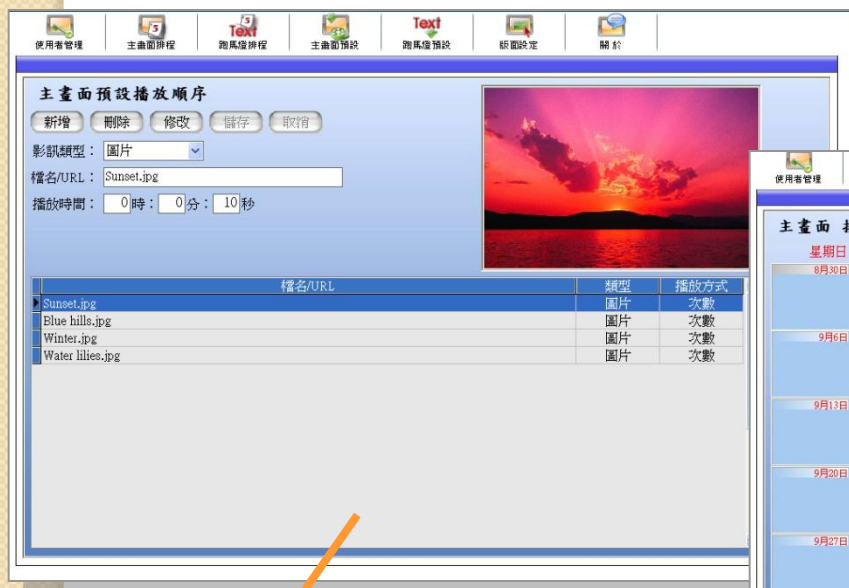 使用者管理 主畫面排程 跑馬燈排程 主畫面預設 跑馬燈預設 版面設定 關於
5 Text 5 Text
主畫面預設播放順序
新增 刪除 修改 儲存 取消
影訊類型： 圖片
檔名/URL： Sunset.jpg
播放時間： 0 時： 0 分： 10 秒
檔名/URL 類型 播放方式
Sunset.jpg 圖片 次數
Blue hills.jpg 圖片 次數
Winter.jpg 圖片 次數
Water lilies.jpg 圖片 次數
使用者管理
主畫面
星期日
8月30日
9月6日
9月13日
9月20日
9月27日